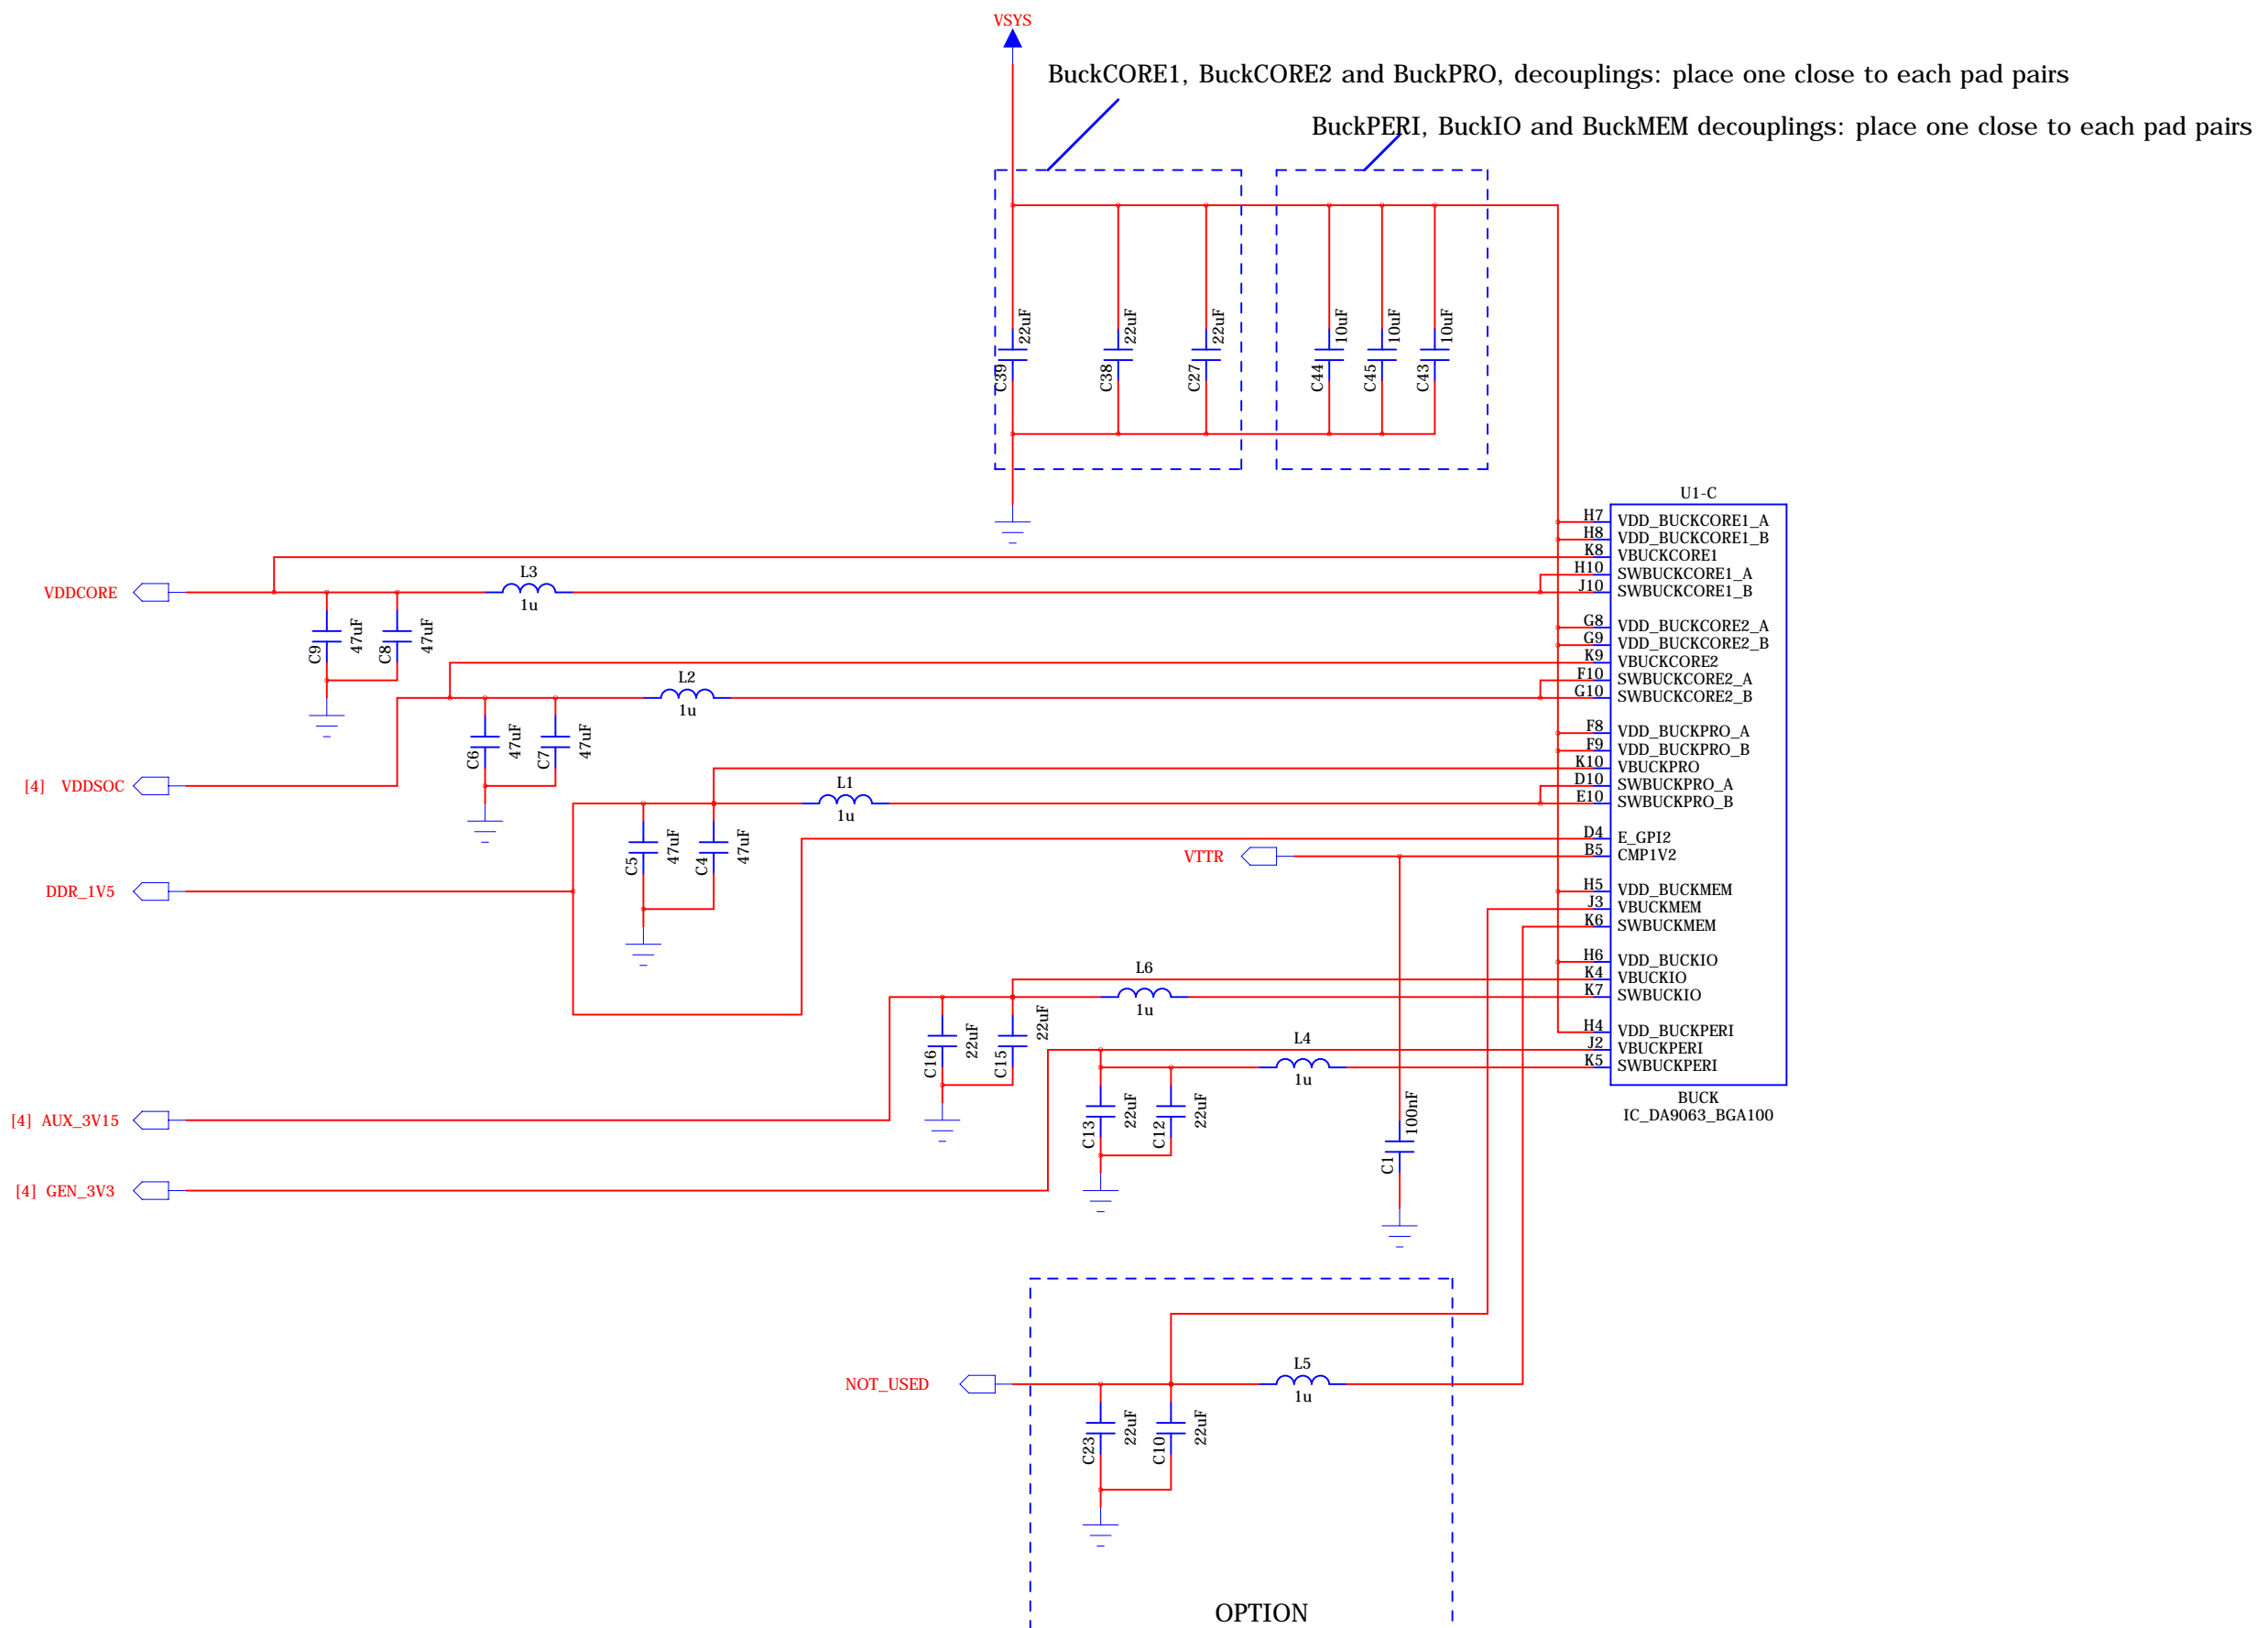 VSYS
BuckCORE1, BuckCORE2 and BuckPRO, decouplings: place one close to each pad pairs
BuckPERI, BuckIO and BuckMEM decouplings: place one close to each pad pairs
C39 22uF
C38 22uF
C27 22uF
C44 10uF
C45 10uF
C43 10uF
U1-C
H7 VDD_BUCKCORE1_A
H8 VDD_BUCKCORE1_B
K8 VBUCKCORE1
H10 SWBUCKCORE1_A
J10 SWBUCKCORE1_B
G8 VDD_BUCKCORE2_A
G9 VDD_BUCKCORE2_B
K9 VBUCKCORE2
F10 SWBUCKCORE2_A
G10 SWBUCKCORE2_B
F8 VDD_BUCKPRO_A
F9 VDD_BUCKPRO_B
K10 VBUCKPRO
D10 SWBUCKPRO_A
E10 SWBUCKPRO_B
D4 E_GPI2
B5 CMP1V2
H5 VDD_BUCKMEM
J3 VBUCKMEM
K6 SWBUCKMEM
H6 VDD_BUCKIO
K4 VBUCKIO
K7 SWBUCKIO
H4 VDD_BUCKPERI
J2 VBUCKPERI
K5 SWBUCKPERI
BUCK
IC_DA9063_BGA100
VDDCORE
L3
1u
C9 47uF
C8 47uF
L2
1u
C6 47uF
C7 47uF
[4] VDDSOC
L1
1u
C5 47uF
C4 47uF
VTTR
DDR_1V5
L6
1u
C16 22uF
C15 22uF
L4
1u
C13 22uF
C12 22uF
C1 100nF
[4] AUX_3V15
[4] GEN_3V3
NOT_USED
L5
1u
C23 22uF
C10 22uF
OPTION